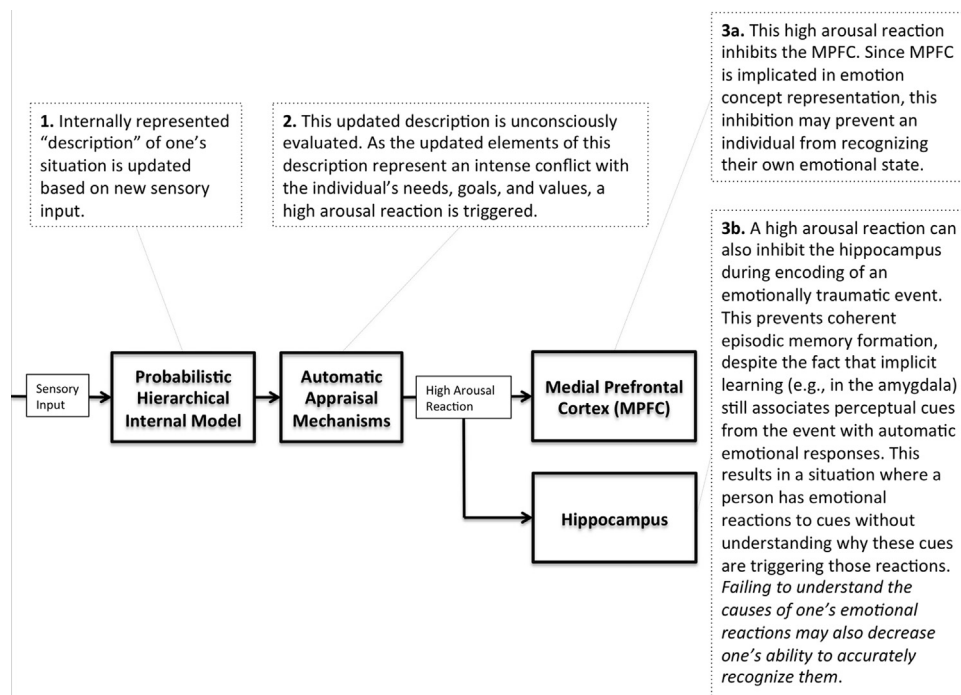 1. Internally represented
“description” of one’s
situation is updated
based on new sensory
input.
2. This updated description is unconsciously
evaluated. As the updated elements of
this description represent an intense conflict with
the individual’s needs, goals, and values, a
high arousal reaction is triggered.
3a. This high arousal reaction
inhibits the MPFC. Since MPFC
is implicated in emotion
concept representation, this
inhibition may prevent an
individual from recognizing
their own emotional state.
3b. A high arousal reaction can
also inhibit the hippocampus
during encoding of an
emotionally traumatic event.
This prevents coherent
episodic memory formation,
despite the fact that implicit
learning (e.g., in the amygdala)
still associates perceptual cues
from the event with automatic
emotional responses. This
results in a situation where a
person has emotional
reactions to cues without
understanding why these cues
are triggering those reactions.
Failing to understand the
causes of one’s emotional
reactions may also decrease
one’s ability to accurately
recognize them.
Sensory
Input
Probabilistic
Hierarchical
Internal Model
Automatic
Appraisal
Mechanisms
High Arousal
Reaction
Medial Prefrontal
Cortex (MPFC)
Hippocampus